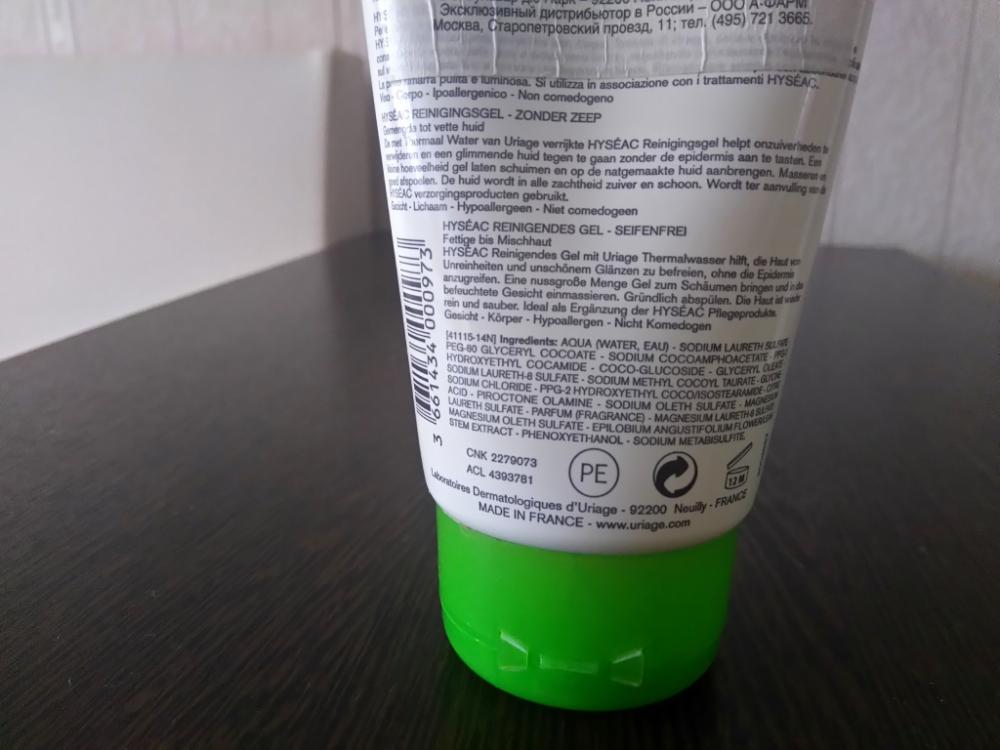 Эксклюзивный дистрибьютор в России – ООО А-ФАРМ
Москва, Старопетровский проезд, 11; тел. (495) 721 3665.
pulita e luminosa. Si utilizza in associazione con i trattamenti HYSÉAC.
Viso - Corpo - Ipoallergenico - Non comedogeno
HYSÉAC REINIGINGSGEL - ZONDER ZEEP
Gemengde tot vette huid
De met Thermaal Water van Uriage verrijkte HYSÉAC Reinigingsgel helpt onzuiverheden te
verwijderen en een glimmende huid tegen te gaan zonder de epidermis aan te tasten. Een
kleine hoeveelheid gel laten schuimen en op de natgemaakte huid aanbrengen. Masseren en
goed afspoelen. De huid wordt in alle zachtheid zuiver en schoon. Wordt ter aanvulling van de
HYSÉAC verzorgingsproducten gebruikt.
Gezicht - Lichaam - Hypoallergeen - Niet comedogeen
HYSÉAC REINIGENDES GEL - SEIFENFREI
Fettige bis Mischhaut
HYSÉAC Reinigendes Gel mit Uriage Thermalwasser hilft, die Haut von
Unreinheiten und unschönem Glänzen zu befreien, ohne die Epidermis
anzugreifen. Eine nussgroße Menge Gel zum Schäumen bringen und in das
befeuchtete Gesicht einmassieren. Gründlich abspülen. Die Haut ist wieder
rein und sauber. Ideal als Ergänzung der HYSÉAC Pflegeprodukte.
Gesicht - Körper - Hypoallergen - Nicht Komedogen
[41115-14N] Ingredients: AQUA (WATER, EAU) - SODIUM LAURETH SULFATE
PEG-80 GLYCERYL COCOATE - SODIUM COCOAMPHOACETATE - PPG-2
HYDROXYETHYL COCAMIDE - COCO-GLUCOSIDE - GLYCERYL OLEATE
SODIUM LAURETH-8 SULFATE - SODIUM METHYL COCOYL TAURATE -
SODIUM CHLORIDE - PPG-2 HYDROXYETHYL COCO/ISOSTEARAMIDE - CITRIC
ACID - PIROCTONE OLAMINE - SODIUM OLETH SULFATE - MAGNESIUM
LAURETH SULFATE - PARFUM (FRAGRANCE) - MAGNESIUM LAURETH-8 SULFATE
MAGNESIUM OLETH SULFATE - EPILOBIUM ANGUSTIFOLIUM
STEM EXTRACT - PHENOXYETHANOL - SODIUM METABISULFITE.
3 661434 000973
CNK 2279073
ACL 4393781
PE
12 M
Laboratoires Dermatologiques d'Uriage - 92200 Neuilly - FRANCE
MADE IN FRANCE - www.uriage.com